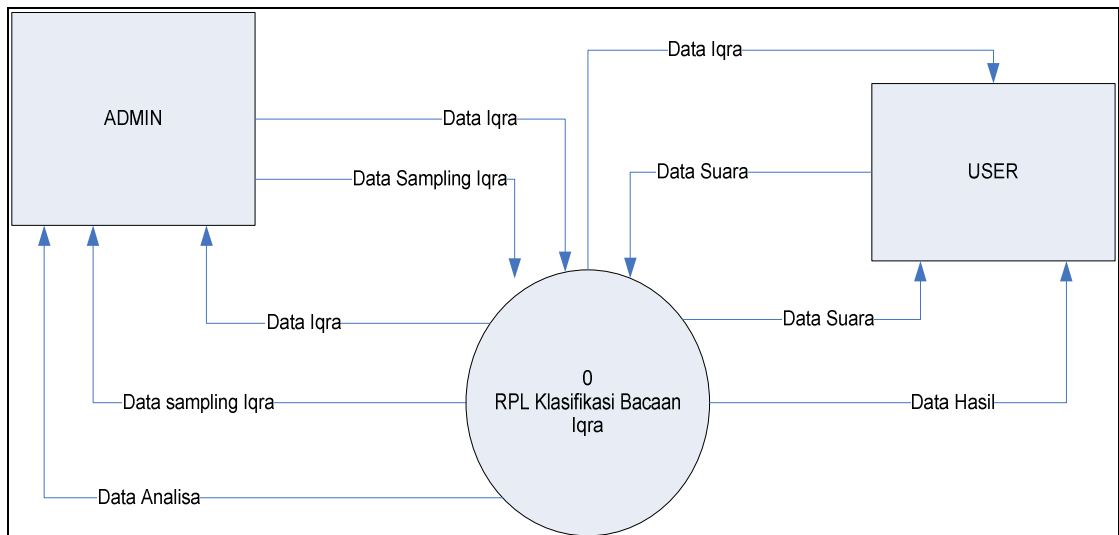 Data Iqra
ADMIN
Data Iqra
Data Suara
USER
Data Sampling Iqra
Data Iqra
Data Suara
0
RPL Klasifikasi Bacaan
Iqra
Data sampling Iqra
Data Hasil
Data Analisa